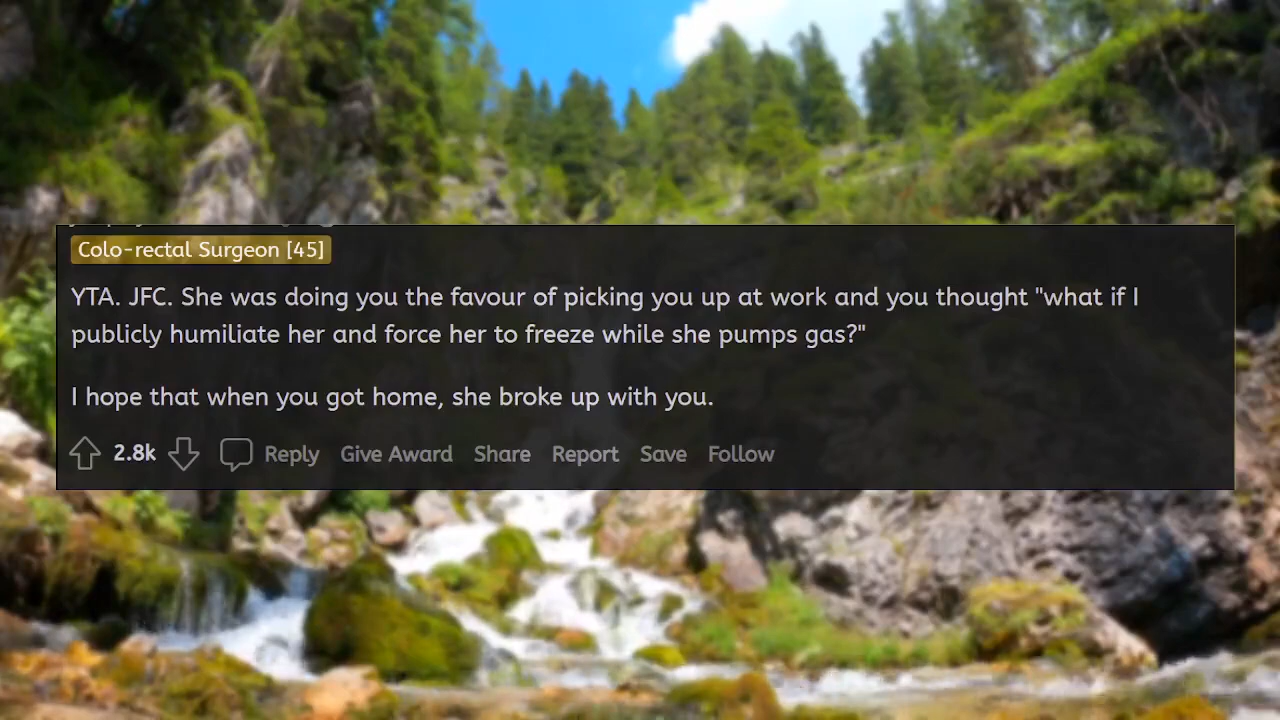 Colo-rectal Surgeon [45]
YTA. JFC. She was doing you the favour of picking you up at work and you thought "what if I
publicly humiliate her and force her to freeze while she pumps gas?"
I hope that when you got home, she broke up with you.
2.8k Reply Give Award Share Report Save Follow